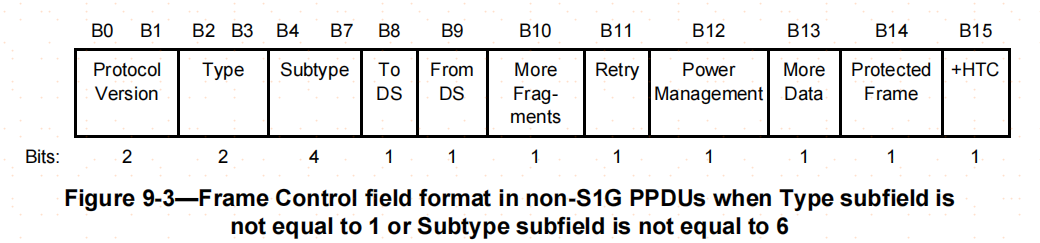 B0 B1 B2 B3 B4 B7 B8 B9 B10 B11 B12 B13 B14 B15
Protocol Version Type Subtype To DS From DS More Frag-ments Retry Power Management More Data Protected Frame +HTC
Bits: 2 2 4 1 1 1 1 1 1 1 1
Figure 9-3—Frame Control field format in non-S1G PPDUs when Type subfield is
not equal to 1 or Subtype subfield is not equal to 6